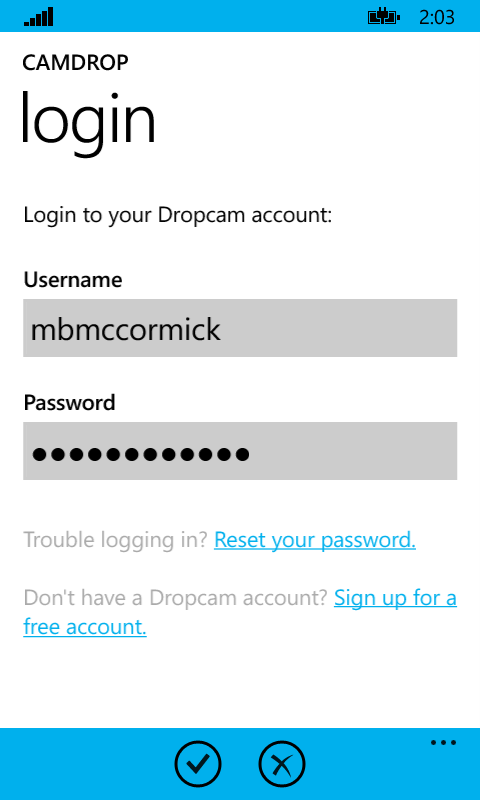 2:03
CAMDROP
login
Login to your Dropcam account:
Username
mbmccormick
Password
●●●●●●●●●●●●
Trouble logging in? Reset your password.
Don't have a Dropcam account? Sign up for a
free account.